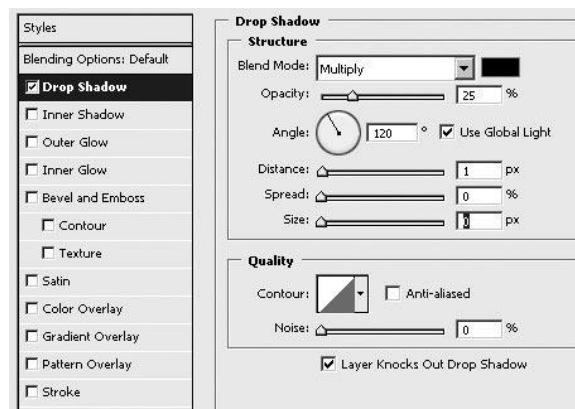 Styles
Blending Options: Default
Drop Shadow
Inner Shadow
Outer Glow
Inner Glow
Bevel and Emboss
Contour
Texture
Satin
Color Overlay
Gradient Overlay
Pattern Overlay
Stroke
Drop Shadow
Structure
Blend Mode: Multiply
Opacity: 25 %
Angle: 120 ° Use Global Light
Distance: 1 px
Spread: 0 %
Size: 0 px
Quality
Contour: Anti-aliased
Noise: 0 %
Layer Knocks Out Drop Shadow